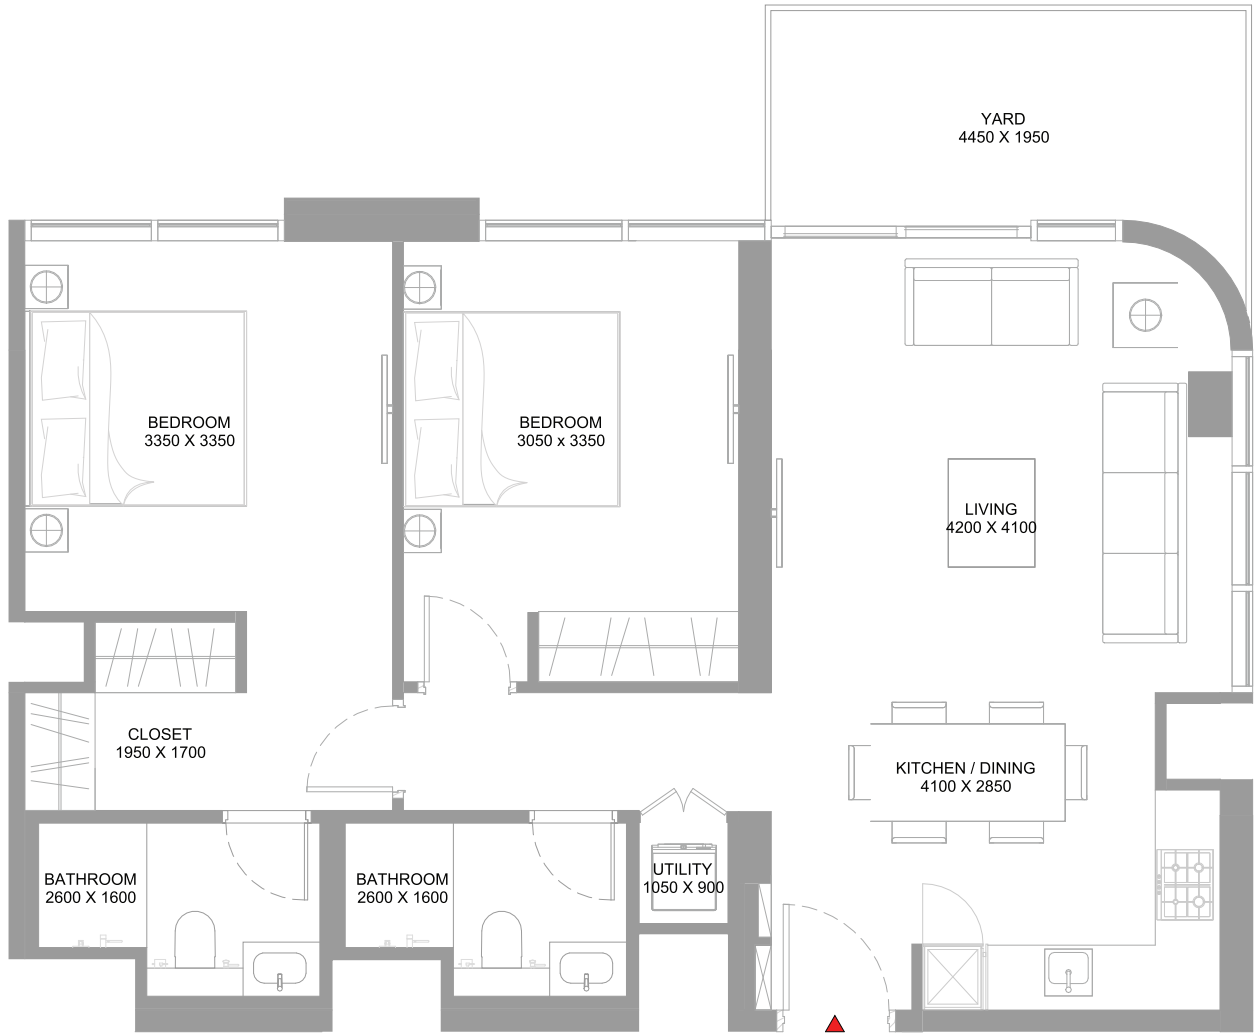 YARD
4450 X 1950
BEDROOM
3350 X 3350
BEDROOM
3050 x 3350
LIVING
4200 X 4100
CLOSET
1950 X 1700
KITCHEN / DINING
4100 X 2850
BATHROOM
2600 X 1600
BATHROOM
2600 X 1600
UTILITY
1050 X 900